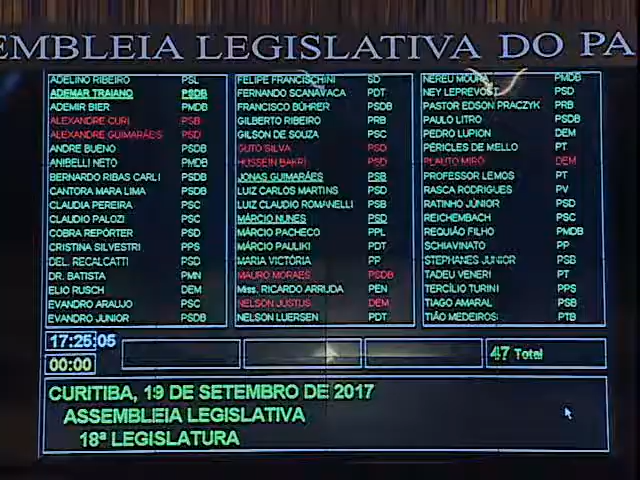 EMBLEIA LEGISLATIVA DO PA
ADELINO RIBEIRO PSL
ADEMAR TRAIANO PSDB
ADEMIR BIER PMDB
ALEXANDRE CURI PSB
ALEXANDRE GUIMARÃES PSD
ANDRE BUENO PSDB
ANIBELLI NETO PMDB
BERNARDO RIBAS CARLI PSDB
CANTORA MARA LIMA PSDB
CLAUDIA PEREIRA PSC
CLAUDIO PALOZI PSC
COBRA REPÓRTER PSD
CRISTINA SILVESTRI PPS
DEL. RECALCATTI PSD
DR. BATISTA PMN
ELIO RUSCH DEM
EVANDRO ARAUJO PSC
EVANDRO JUNIOR PSDB
FELIPE FRANCISCHINI SD
FERNANDO SCANAVACA PDT
FRANCISCO BÜHRER PSDB
GILBERTO RIBEIRO PRB
GILSON DE SOUZA PSC
GUTO SILVA PSD
HUSSEIN BAKRI PSD
JONAS GUIMARÃES PSB
LUIZ CARLOS MARTINS PSD
LUIZ CLAUDIO ROMANELLI PSB
MÁRCIO NUNES PSD
MÁRCIO PACHECO PPL
MÁRCIO PAULIKI PDT
MARIA VICTÓRIA PP
MAURO MORAES PSDB
Miss. RICARDO ARRUDA PEN
NELSON JUSTUS DEM
NELSON LUERSEN PDT
NEREU MOURA PMDB
NEY LEPREVOST PSD
PASTOR EDSON PRACZYK PRB
PAULO LITRO PSDB
PEDRO LUPION DEM
PÉRICLES DE MELLO PT
PLAUTO MIRÓ DEM
PROFESSOR LEMOS PT
RASCA RODRIGUES PV
RATINHO JÚNIOR PSD
REICHEMBACH PSC
REQUIÃO FILHO PMDB
SCHIAVINATO PP
STEPHANES JUNIOR PSB
TADEU VENERI PT
TERCÍLIO TURINI PPS
TIAGO AMARAL PSB
TIÃO MEDEIROS PTB
17:25:05
00:00
47 Total
CURITIBA, 19 DE SETEMBRO DE 2017
ASSEMBLEIA LEGISLATIVA
18ª LEGISLATURA